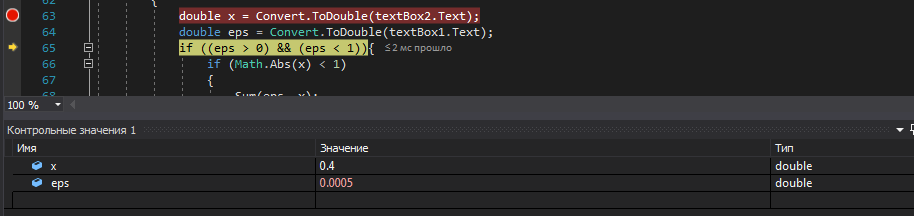 62 {
63 double x = Convert.ToDouble(textBox2.Text);
64 double eps = Convert.ToDouble(textBox1.Text);
65 if ((eps > 0) && (eps < 1)){ ≤2 мс прошло
66 if (Math.Abs(x) < 1)
67 {
68 Sum(eps, x);
100 %
Контрольные значения 1
Имя Значение Тип
x 0.4 double
eps 0.0005 double